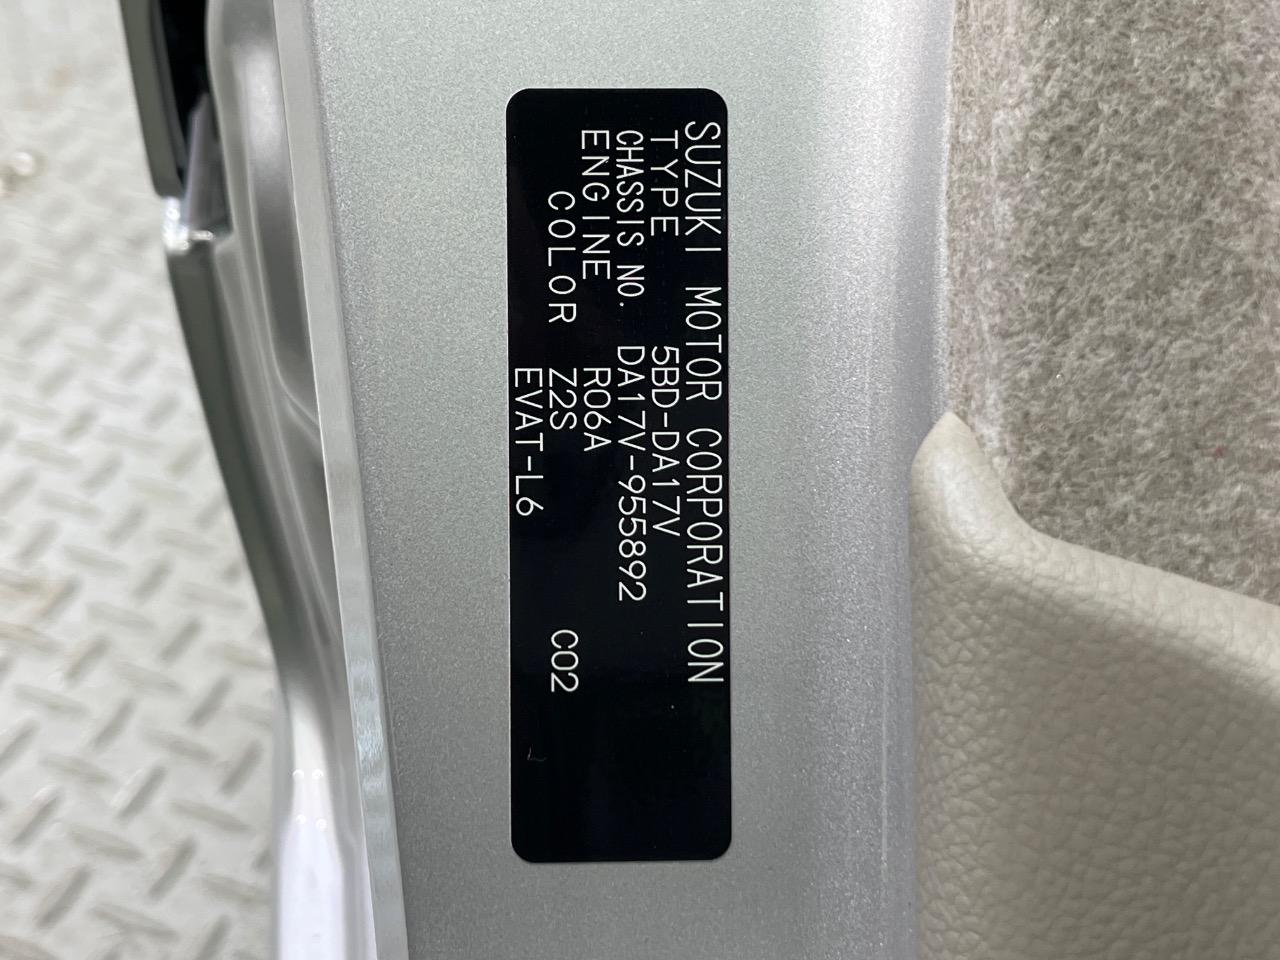 SUZUKI MOTOR CORPORATION
TYPE 5BD-DA17V
CHASSIS NO. DA17V-955892
ENGINE R06A
COLOR Z2S C02
EVAT-L6